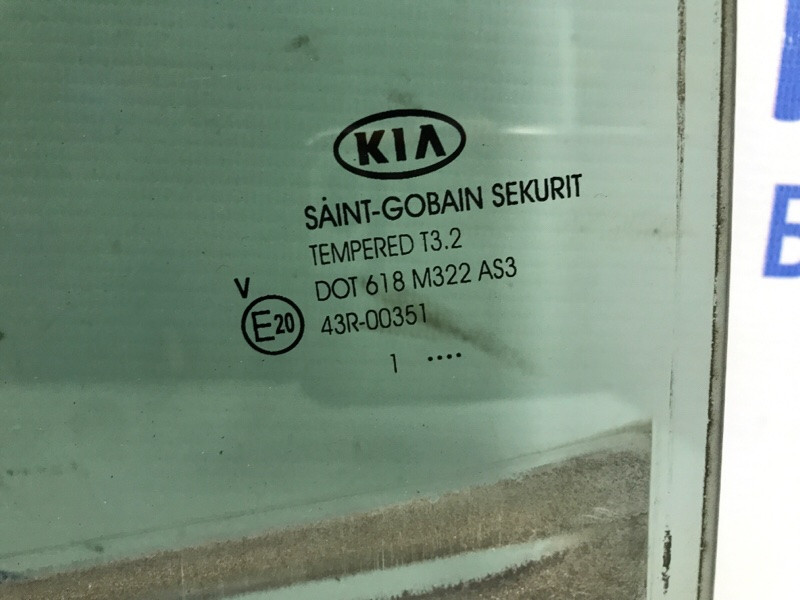 KIA
SAINT-GOBAIN SEKURIT
TEMPERED T3.2
DOT 618 M322 AS3
V
E20 43R-00351
1 ····
B